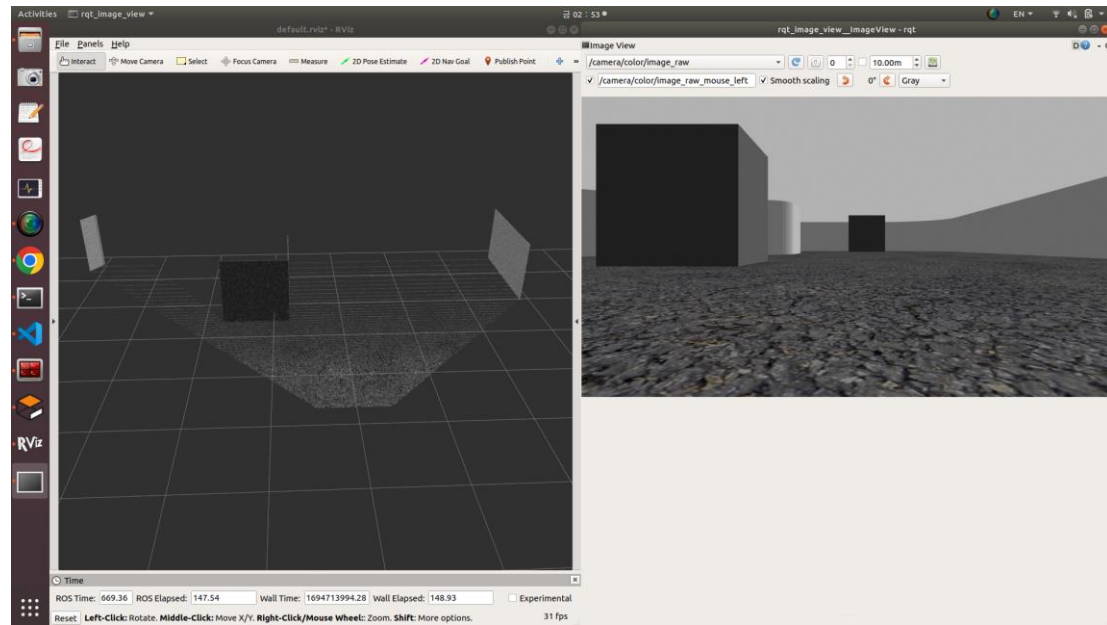 Activities rqt_image_view
금 02 : 53
EN
default.rviz* - RViz
rqt_image_view__ImageView - rqt
File Panels Help
Interact Move Camera Select Focus Camera Measure 2D Pose Estimate 2D Nav Goal Publish Point
Image View
/camera/color/image_raw 0 10.00m
/camera/color/image_raw_mouse_left Smooth scaling 0° Gray
RViz
Time
ROS Time: 669.36 ROS Elapsed: 147.54 Wall Time: 1694713994.28 Wall Elapsed: 148.93 Experimental
Reset Left-Click: Rotate. Middle-Click: Move X/Y. Right-Click/Mouse Wheel: Zoom. Shift: More options. 31 fps